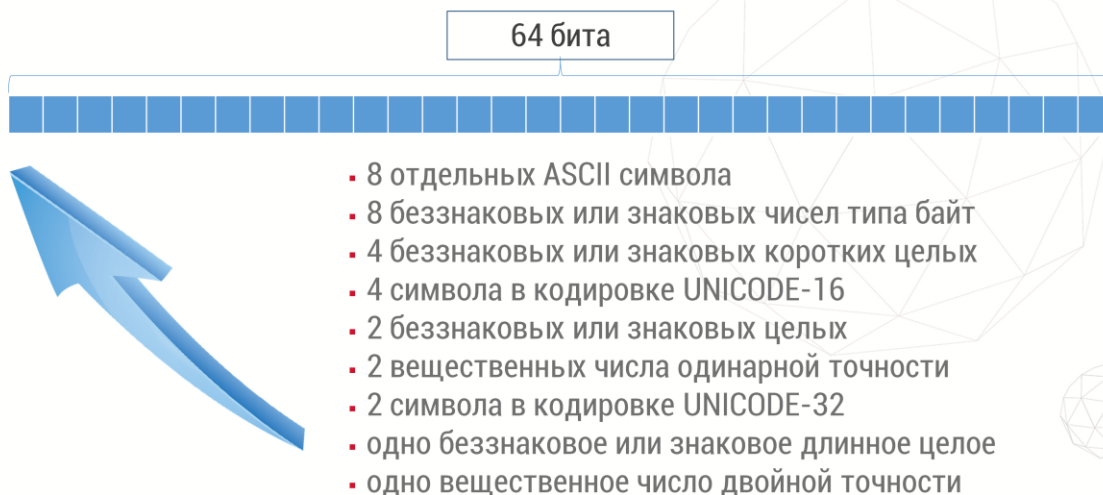 64 бита
8 отдельных ASCII символа
8 беззнаковых или знаковых чисел типа байт
4 беззнаковых или знаковых коротких целых
4 символа в кодировке UNICODE-16
2 беззнаковых или знаковых целых
2 вещественных числа одинарной точности
2 символа в кодировке UNICODE-32
одно беззнаковое или знаковое длинное целое
одно вещественное число двойной точности